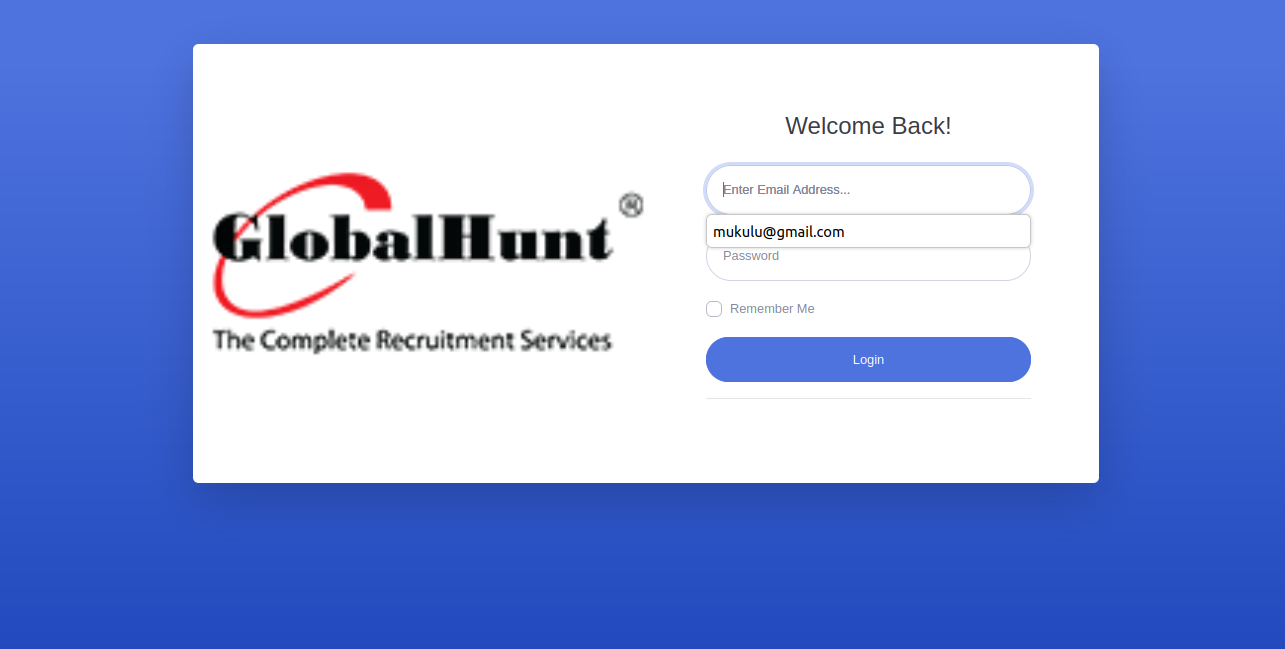 GlobalHunt ®
The Complete Recruitment Services
Welcome Back!
Enter Email Address...
mukulu@gmail.com
Password
Remember Me
Login